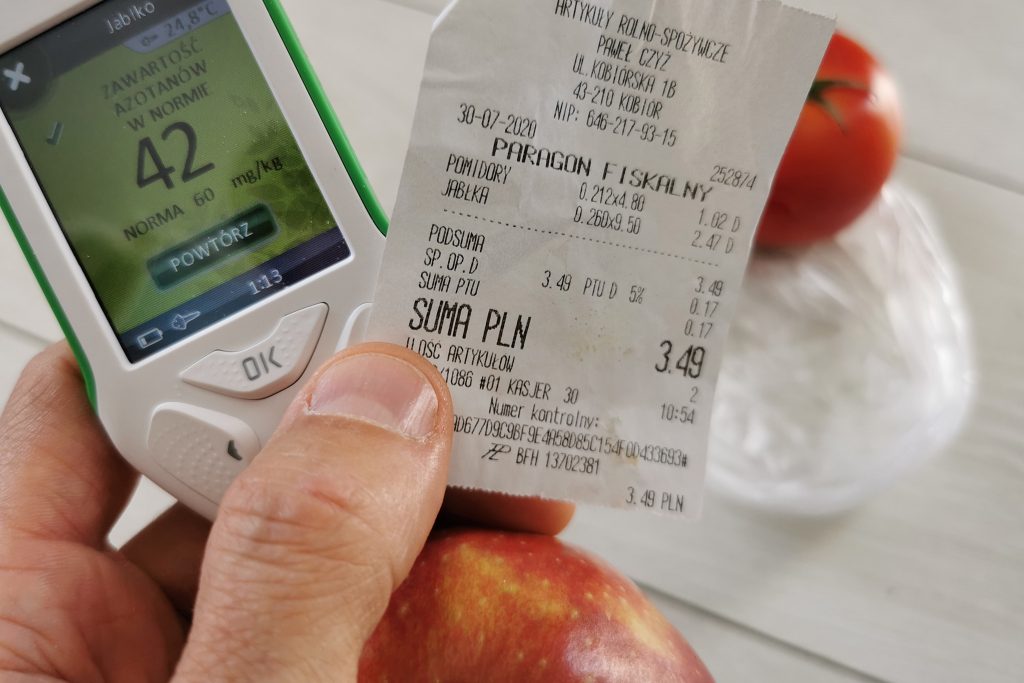 Jabłko
24,8°C
ZAWARTOŚĆ
AZOTANÓW
W NORMIE
42
mg/kg
NORMA 60
POWTÓRZ
1:13
OK
ARTYKUŁY ROLNO-SPOŻYWCZE
PAWEŁ CZYŻ
UL.KOBIÓRSKA 1B
43-210 KOBIÓR
NIP: 646-217-93-15
30-07-2020 252874
PARAGON FISKALNY
POMIDORY 0.212x4.80 1.02 D
JABŁKA 0.260x9.50 2.47 D
PODSUMA 3.49
SP.OP.D 3.49 PTU D 5% 0.17
SUMA PTU 0.17
SUMA PLN 3.49
ILOŚĆ ARTYKUŁÓW 2
1086 #01 KASJER 30 10:54
Numer kontrolny:
BFH 13702381
3.49 PLN